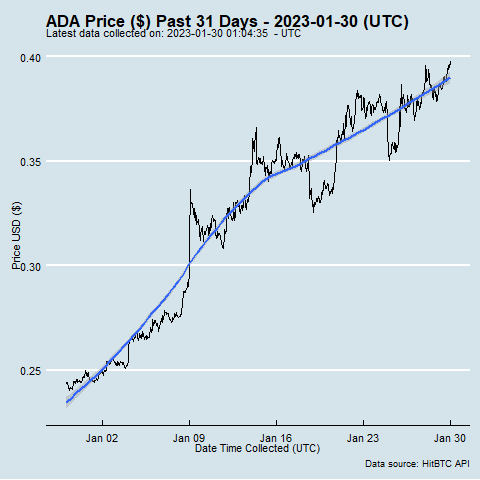 ADA Price ($) Past 31 Days - 2023-01-30 (UTC)
Latest data collected on: 2023-01-30 01:04:35 - UTC
0.40
0.35
0.30
0.25
Price USD ($)
Jan 02
Jan 09
Jan 16
Jan 23
Jan 30
Date Time Collected (UTC)
Data source: HitBTC API